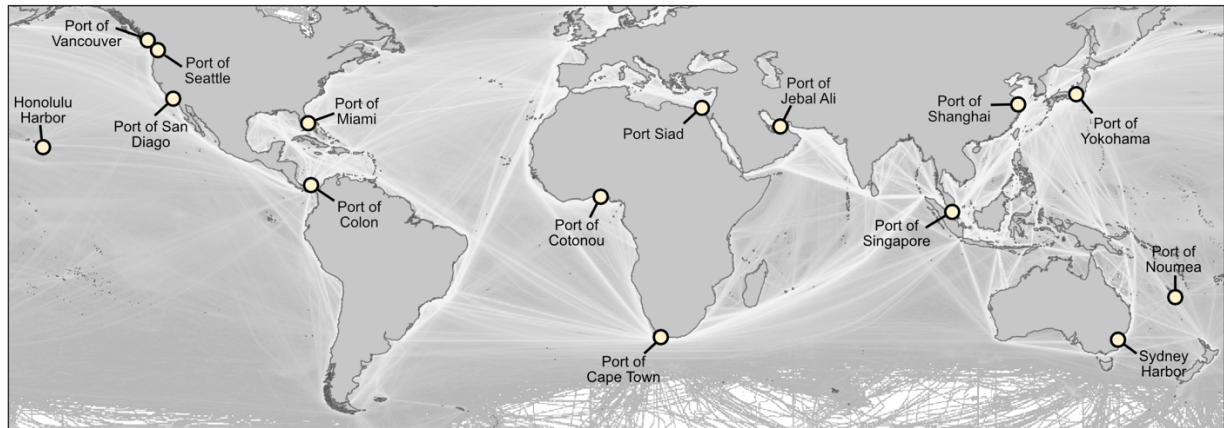 Port of
Vancouver
Port of
Seattle
Honolulu
Harbor
Port of San
Diago
Port of
Miami
Port of
Colon
Port of
Cotonou
Port Siad
Port of
Jebal Ali
Port of
Shanghai
Port of
Yokohama
Port of
Singapore
Port of
Noumea
Port of
Cape Town
Sydney
Harbor